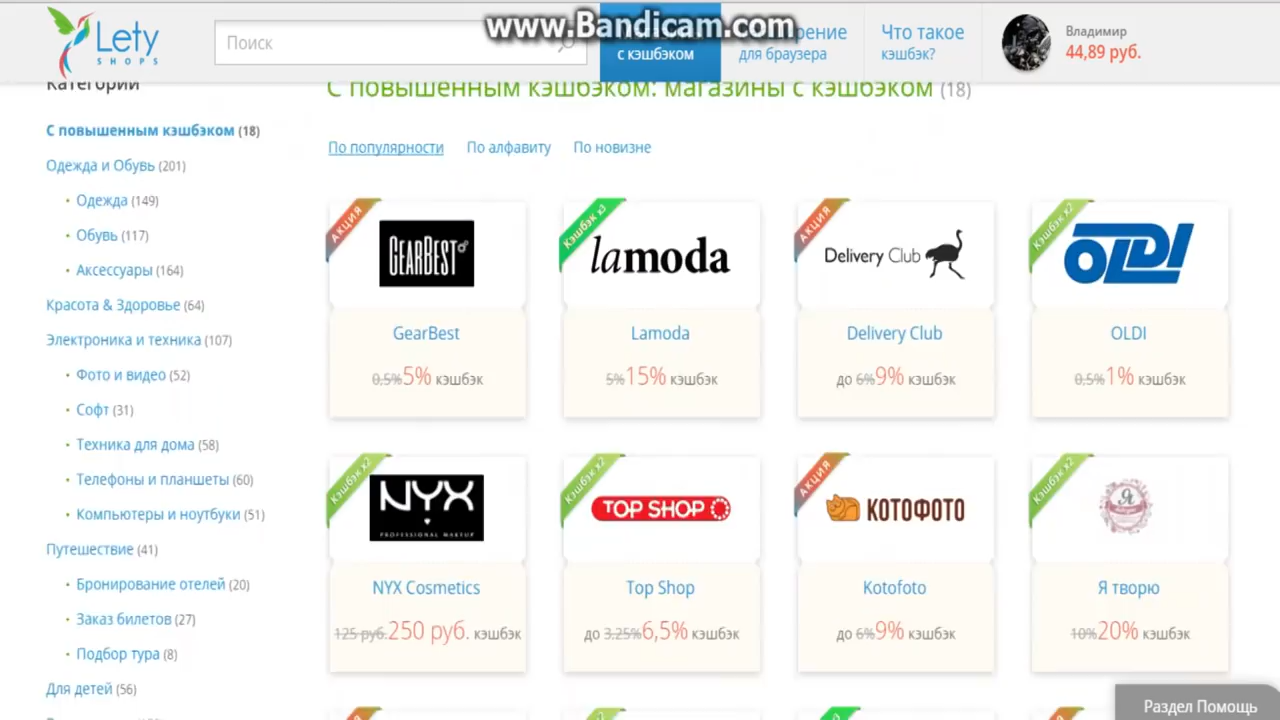 www.Bandicam.com
Lety
SHOPS
Поиск
с кэшбэком
рение
для браузера
Что такое
кэшбэк?
Владимир
44,89 руб.
Категории
С повышенным кэшбэком (18)
Одежда и Обувь (201)
Одежда (149)
Обувь (117)
Аксессуары (164)
Красота & Здоровье (64)
Электроника и техника (107)
Фото и видео (52)
Софт (31)
Техника для дома (58)
Телефоны и планшеты (60)
Компьютеры и ноутбуки (51)
Путешествие (41)
Бронирование отелей (20)
Заказ билетов (27)
Подбор тура (8)
Для детей (56)
С повышенным кэшбэком: магазины с кэшбэком (18)
По популярности По алфавиту По новизне
АКЦИЯ
GEARBEST
GearBest
0,5%5% кэшбэк
Кэшбэк x3
lamoda
Lamoda
5%15% кэшбэк
АКЦИЯ
Delivery Club
Delivery Club
до 6%9% кэшбэк
Кэшбэк x2
OLDI
OLDI
0,5%1% кэшбэк
Кэшбэк x2
NYX
PROFESSIONAL MAKEUP
NYX Cosmetics
125 руб.250 руб. кэшбэк
Кэшбэк x2
TOP SHOP
Top Shop
до 3,25%6,5% кэшбэк
АКЦИЯ
КОТОФОТО
Kotofoto
до 6%9% кэшбэк
Кэшбэк x2
Я
Я творю
10%20% кэшбэк
Раздел Помощь